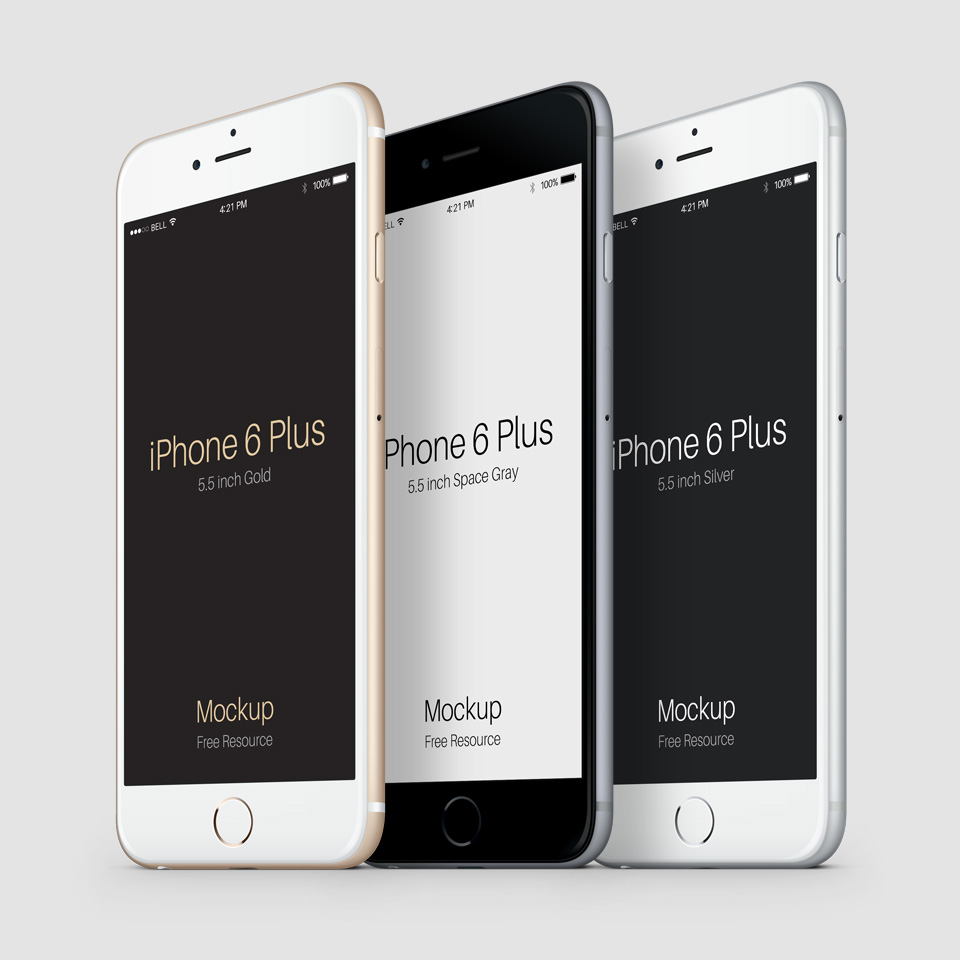 BELL 4:21 PM 100%
iPhone 6 Plus
5.5 inch Gold
Mockup
Free Resource
ELL 4:21 PM 100%
Phone 6 Plus
5.5 inch Space Gray
Mockup
Free Resource
BELL 4:21 PM 100%
iPhone 6 Plus
5.5 inch Silver
Mockup
Free Resource